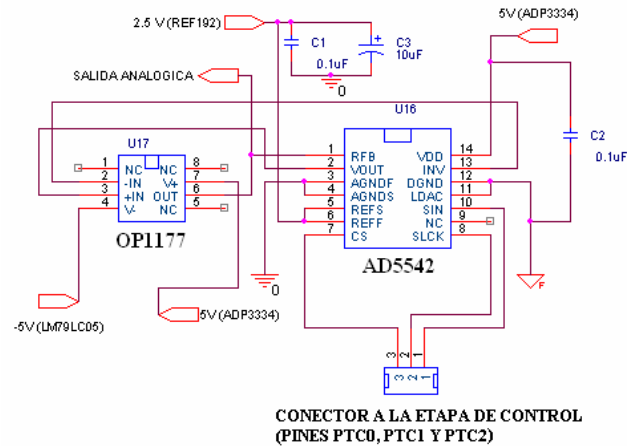 2.5 V (REF192)
5V(ADP3334)
C1
0.1uF
C3
+
10uF
0
SALIDA ANALOGICA
C2
0.1uF
U17
1 NC NC 8
2 -IN V+ 7
3 +IN OUT 6
4 V- NC 5
OP1177
U16
1 RFB VDD 14
2 VOUT INV 13
3 AGNDF DGND 12
4 AGNDS LDAC 11
5 REFS SIN 10
6 REFF NC 9
7 CS SLCK 8
AD5542
0
F
-5V(LM79LC05)
5V(ADP3334)
3 2 1
3 2 1
CONECTOR A LA ETAPA DE CONTROL
(PINES PTC0, PTC1 Y PTC2)